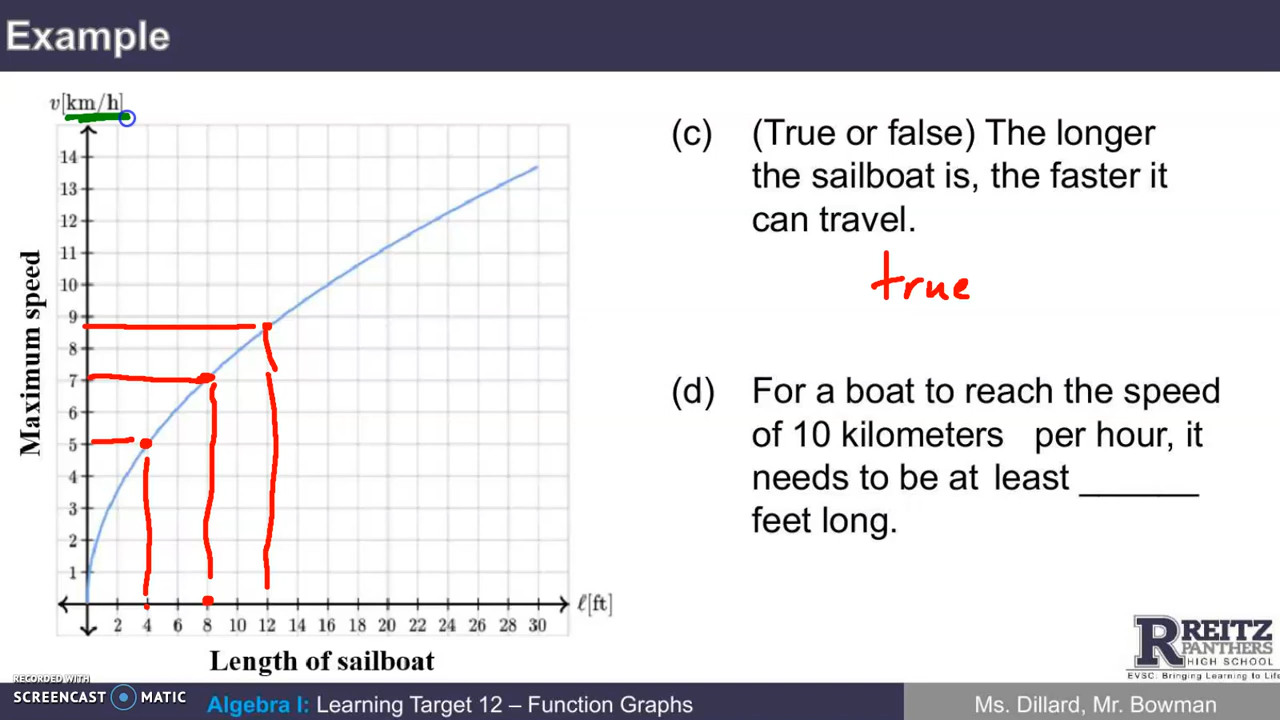 Example
v[km/h]
14
13
12
11
10
9
8
7
6
5
4
3
2
1
Maximum speed
2 4 6 8 10 12 14 16 18 20 22 24 26 28 30
ℓ[ft]
Length of sailboat
(c) (True or false) The longer
the sailboat is, the faster it
can travel.
true
(d) For a boat to reach the speed
of 10 kilometers per hour, it
needs to be at least ______
feet long.
R REITZ
PANTHERS
HIGH SCHOOL
EVSC: Bringing Learning to Life
RECORDED WITH
SCREENCAST MATIC
Algebra I: Learning Target 12 – Function Graphs
Ms. Dillard, Mr. Bowman